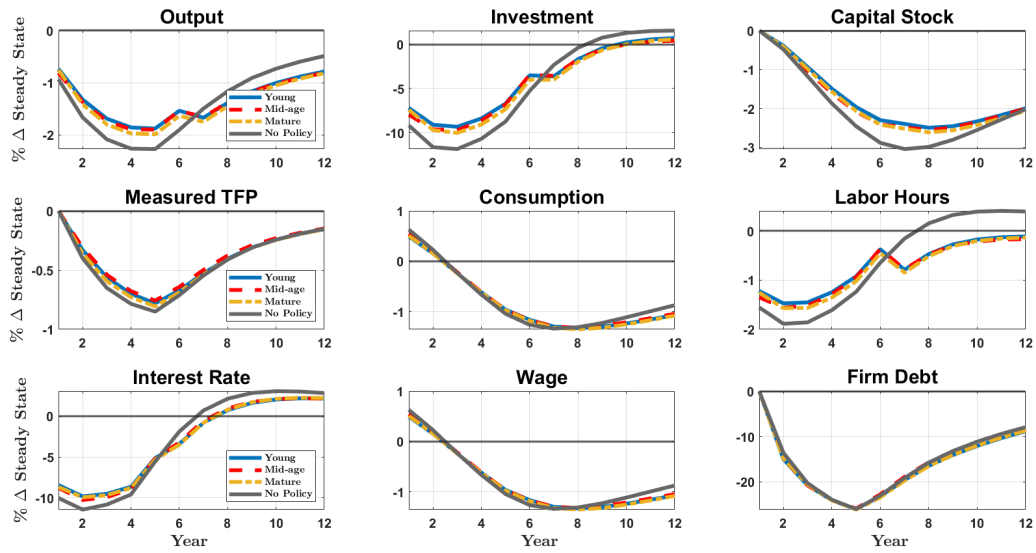 Output
Investment
Capital Stock
% Δ Steady State
0
-1
-2
2 4 6 8 10 12
Young
Mid-age
Mature
No Policy
0
-5
-10
2 4 6 8 10 12
0
-1
-2
-3
2 4 6 8 10 12
Measured TFP
Consumption
Labor Hours
% Δ Steady State
0
-0.5
-1
2 4 6 8 10 12
Young
Mid-age
Mature
No Policy
1
0
-1
2 4 6 8 10 12
0
-1
-2
2 4 6 8 10 12
Interest Rate
Wage
Firm Debt
% Δ Steady State
0
-5
-10
2 4 6 8 10 12
Young
Mid-age
Mature
No Policy
Year
1
0
-1
2 4 6 8 10 12
Year
0
-10
-20
2 4 6 8 10 12
Year